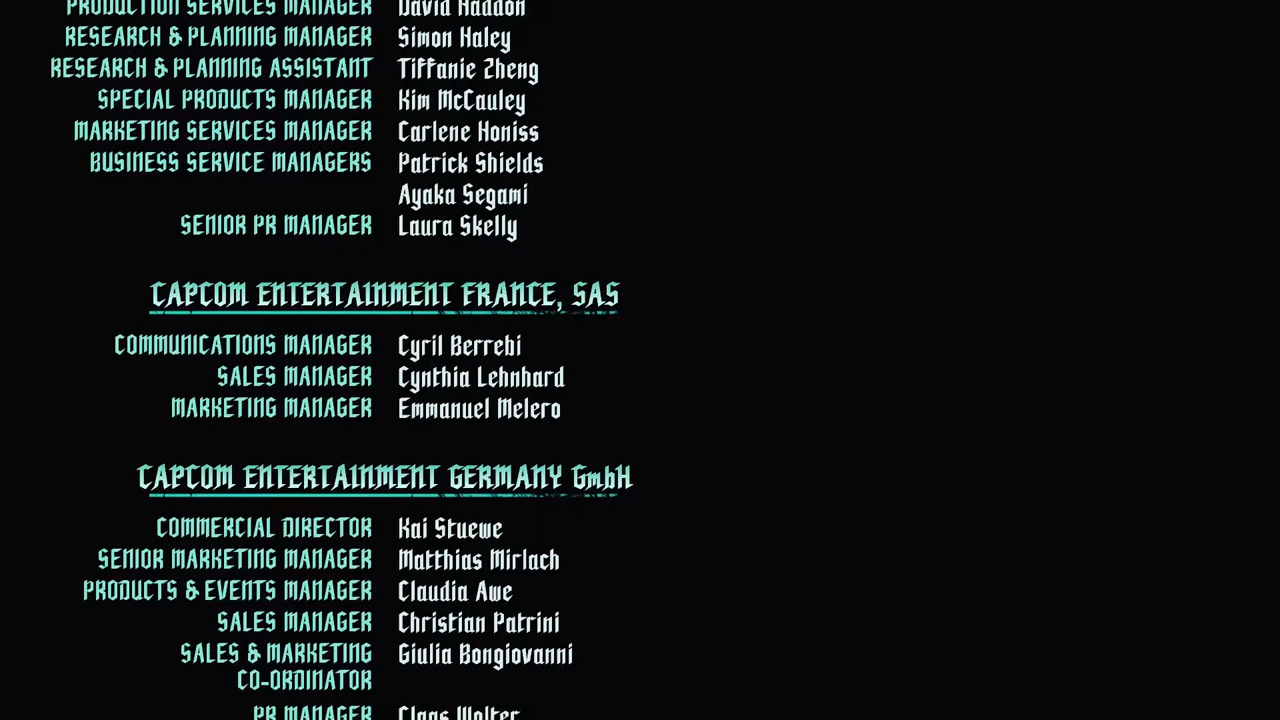 PRODUCTION SERVICES MANAGER David Haddon
RESEARCH & PLANNING MANAGER Simon Haley
RESEARCH & PLANNING ASSISTANT Tiffanie Zheng
SPECIAL PRODUCTS MANAGER Kim McCauley
MARKETING SERVICES MANAGER Carlene Honiss
BUSINESS SERVICE MANAGERS Patrick Shields
Ayaka Segami
SENIOR PR MANAGER Laura Skelly
CAPCOM ENTERTAINMENT FRANCE, SAS
COMMUNICATIONS MANAGER Cyril Berrebi
SALES MANAGER Cynthia Lehnhard
MARKETING MANAGER Emmanuel Melero
CAPCOM ENTERTAINMENT GERMANY GmbH
COMMERCIAL DIRECTOR Kai Stuewe
SENIOR MARKETING MANAGER Matthias Mirlach
PRODUCTS & EVENTS MANAGER Claudia Awe
SALES MANAGER Christian Patrini
SALES & MARKETING Giulia Bongiovanni
CO-ORDINATOR
PR MANAGER Claas Wolter